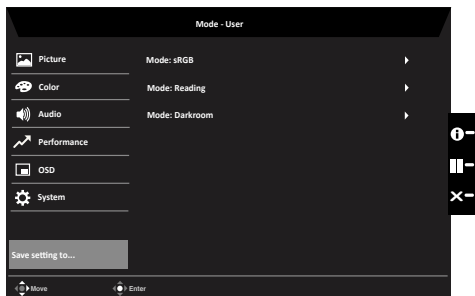 Mode - User
Picture
Mode: sRGB
Color
Mode: Reading
Audio
Mode: Darkroom
Performance
OSD
System
Save setting to...
Move
Enter